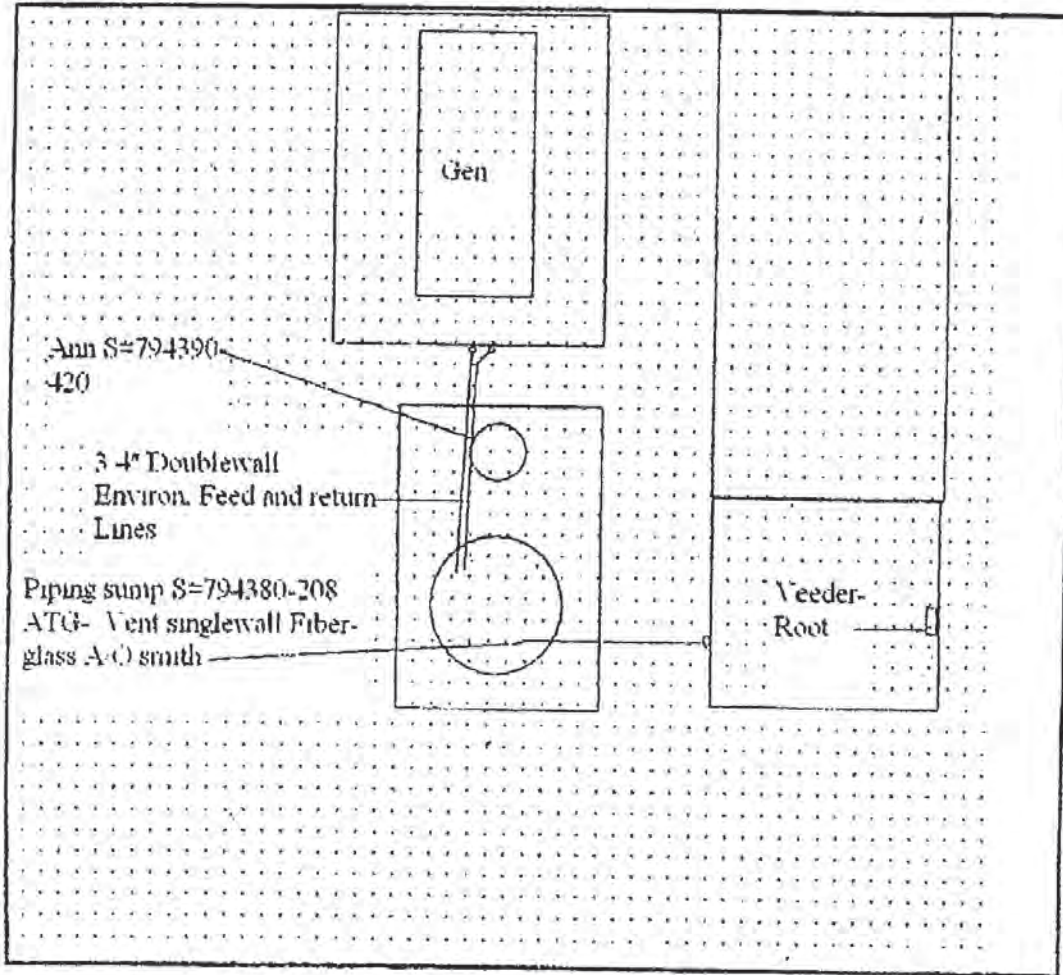 Gen
Ann S=794390-
420
3 4" Doublewall
Environ. Feed and return
Lines
Piping sump S=794380-208
ATG- Vent singlewall Fiber-
glass A-O smith
Veeder-
Root